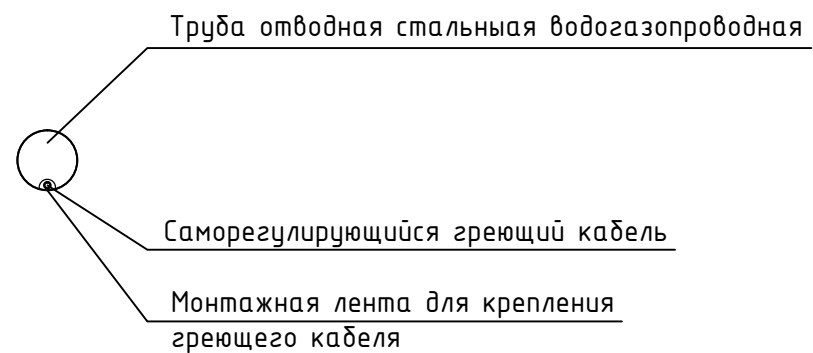 Труба отводная стальныая водогазопроводная
Саморегулирующийся греющий кабель
Монтажная лента для крепления
греющего кабеля